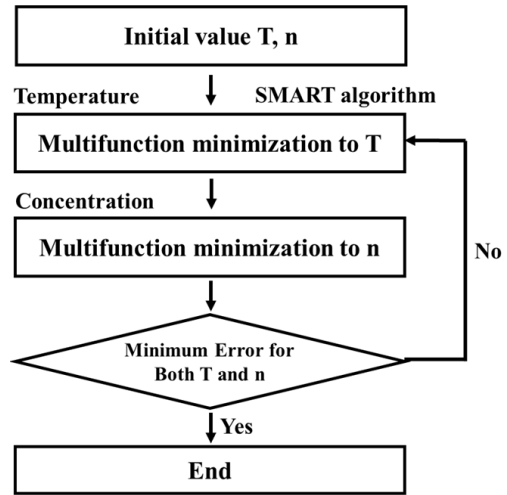 Initial value T, n
Temperature
SMART algorithm
Multifunction minimization to T
Concentration
Multifunction minimization to n
No
Minimum Error for
Both T and n
Yes
End